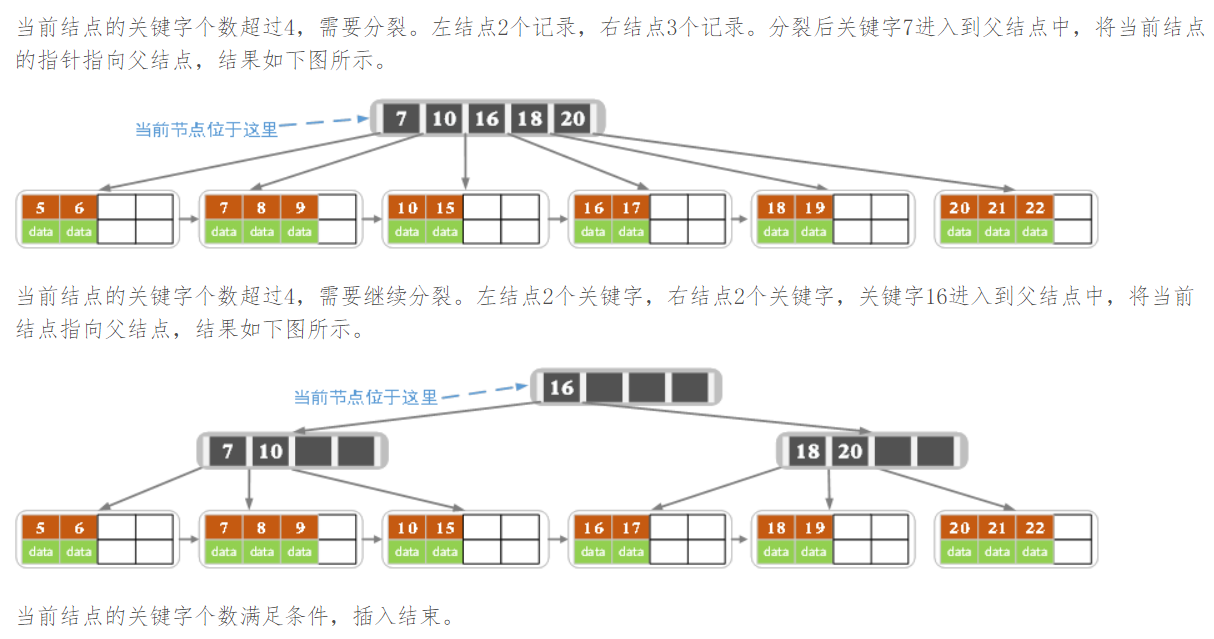 当前结点的关键字个数超过4，需要分裂。左结点2个记录，右结点3个记录。分裂后关键字7进入到父结点中，将当前结点
的指针指向父结点，结果如下图所示。
当前节点位于这里
7 10 16 18 20
5 6 7 8 9 10 15 16 17 18 19 20 21 22
data data data data data data data data data data data data data data
当前结点的关键字个数超过4，需要继续分裂。左结点2个关键字，右结点2个关键字，关键字16进入到父结点中，将当前
结点指向父结点，结果如下图所示。
当前节点位于这里
16
7 10 18 20
5 6 7 8 9 10 15 16 17 18 19 20 21 22
data data data data data data data data data data data data data data
当前结点的关键字个数满足条件，插入结束。